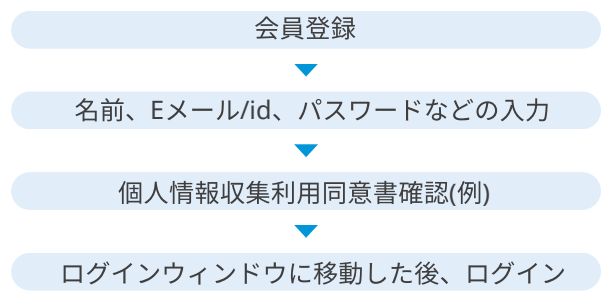 会員登録
名前、Eメール/id、パスワードなどの入力
個人情報収集利用同意書確認(例)
ログインウィンドウに移動した後、ログイン